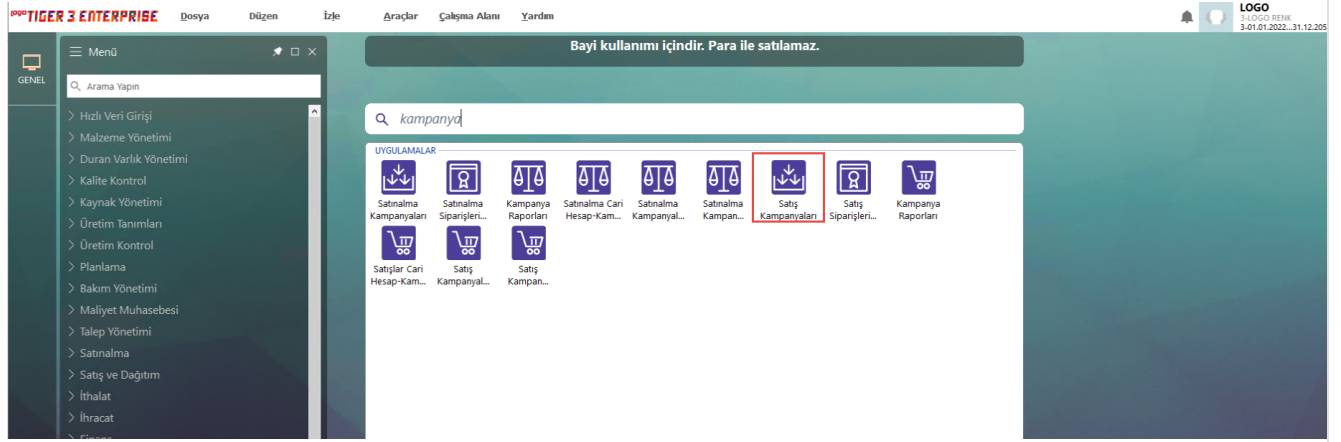 LOGO TIGER 3 ENTERPRISE Dosya Düzen İzle Araçlar Çalışma Alanı Yardım
LOGO
3-LOGO RENK
3-01.01.2022...31.12.205
GENEL
Menü
Arama Yapın
Hızlı Veri Girişi
Malzeme Yönetimi
Duran Varlık Yönetimi
Kalite Kontrol
Kaynak Yönetimi
Üretim Tanımları
Üretim Kontrol
Planlama
Bakım Yönetimi
Maliyet Muhasebesi
Talep Yönetimi
Satınalma
Satış ve Dağıtım
İthalat
İhracat
Finans
Bayi kullanımı içindir. Para ile satılamaz.
kampanya
UYGULAMALAR
Satınalma Satınalma Kampanya Satınalma Cari Satınalma Satınalma Satış Satış Kampanya
Kampanyaları Siparişleri... Raporları Hesap-Kam... Kampanyal... Kampan... Kampanyaları Siparişleri... Raporları
Satışlar Cari Satış Satış
Hesap-Kam... Kampanyal... Kampan...